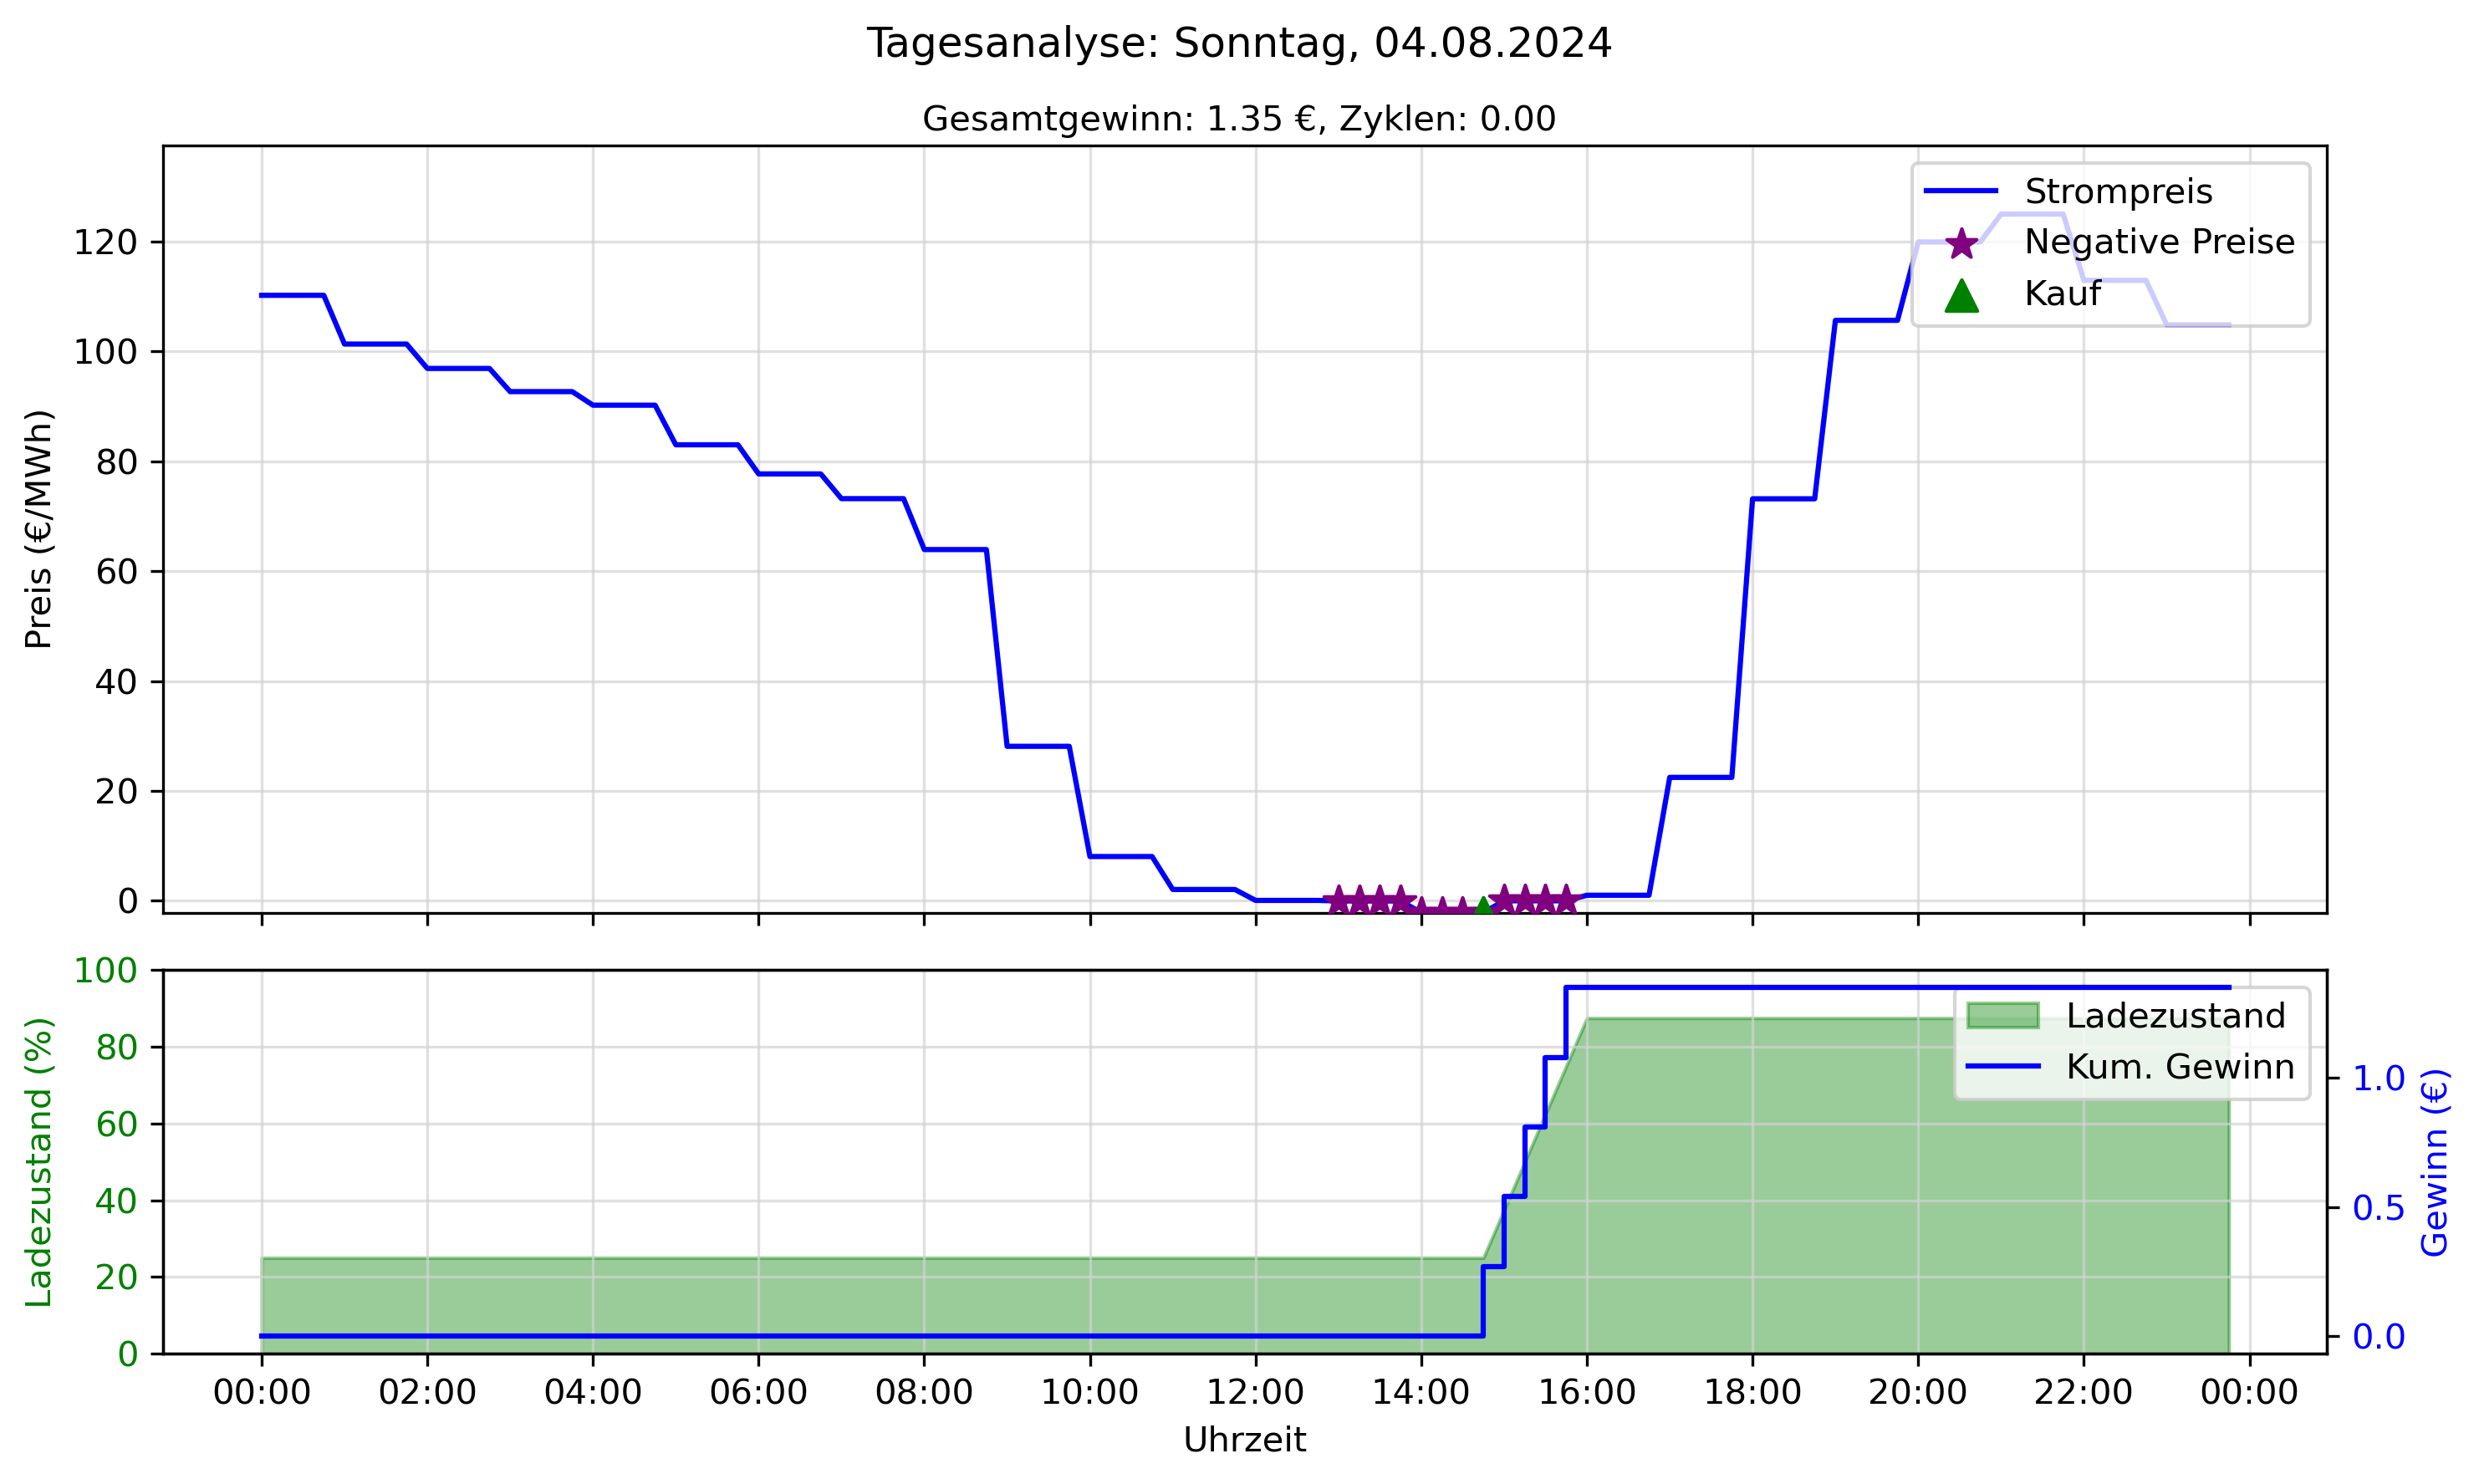 Tagesanalyse: Sonntag, 04.08.2024
Gesamtgewinn: 1.35 €, Zyklen: 0.00
Preis (€/MWh)
120
100
80
60
40
20
0
Strompreis
Negative Preise
Kauf
Ladezustand (%)
100
80
60
40
20
0
Ladezustand
Kum. Gewinn
1.0
0.5
0.0
Gewinn (€)
00:00 02:00 04:00 06:00 08:00 10:00 12:00 14:00 16:00 18:00 20:00 22:00 00:00
Uhrzeit